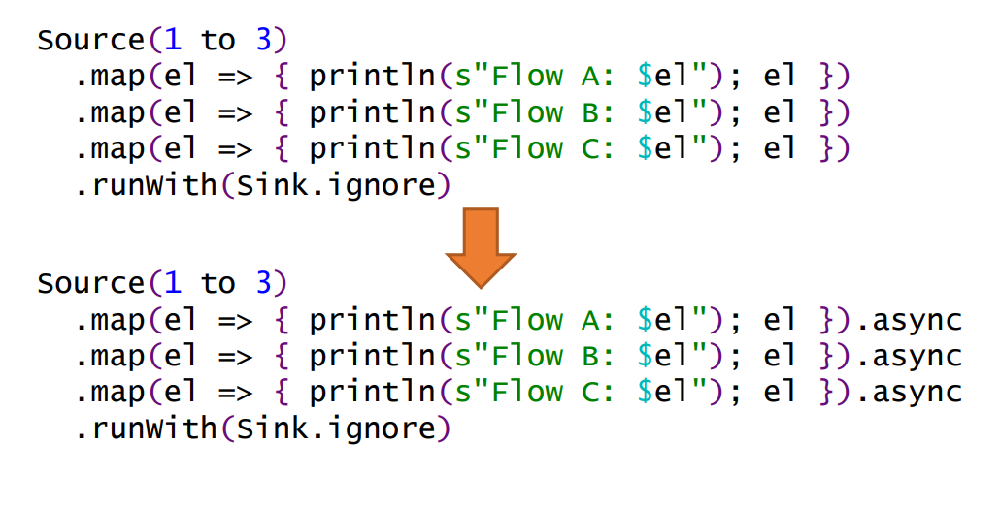 Source(1 to 3)
  .map(el => { println(s"Flow A: $el"); el })
  .map(el => { println(s"Flow B: $el"); el })
  .map(el => { println(s"Flow C: $el"); el })
  .runWith(Sink.ignore)
Source(1 to 3)
  .map(el => { println(s"Flow A: $el"); el }).async
  .map(el => { println(s"Flow B: $el"); el }).async
  .map(el => { println(s"Flow C: $el"); el }).async
  .runWith(Sink.ignore)